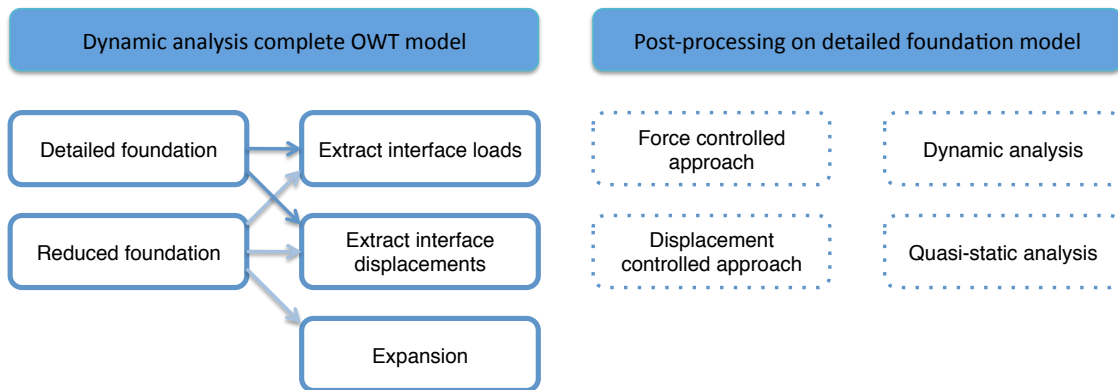 Dynamic analysis complete OWT model
Post-processing on detailed foundation model
Detailed foundation
Extract interface loads
Force controlled
approach
Dynamic analysis
Reduced foundation
Extract interface
displacements
Displacement
controlled approach
Quasi-static analysis
Expansion